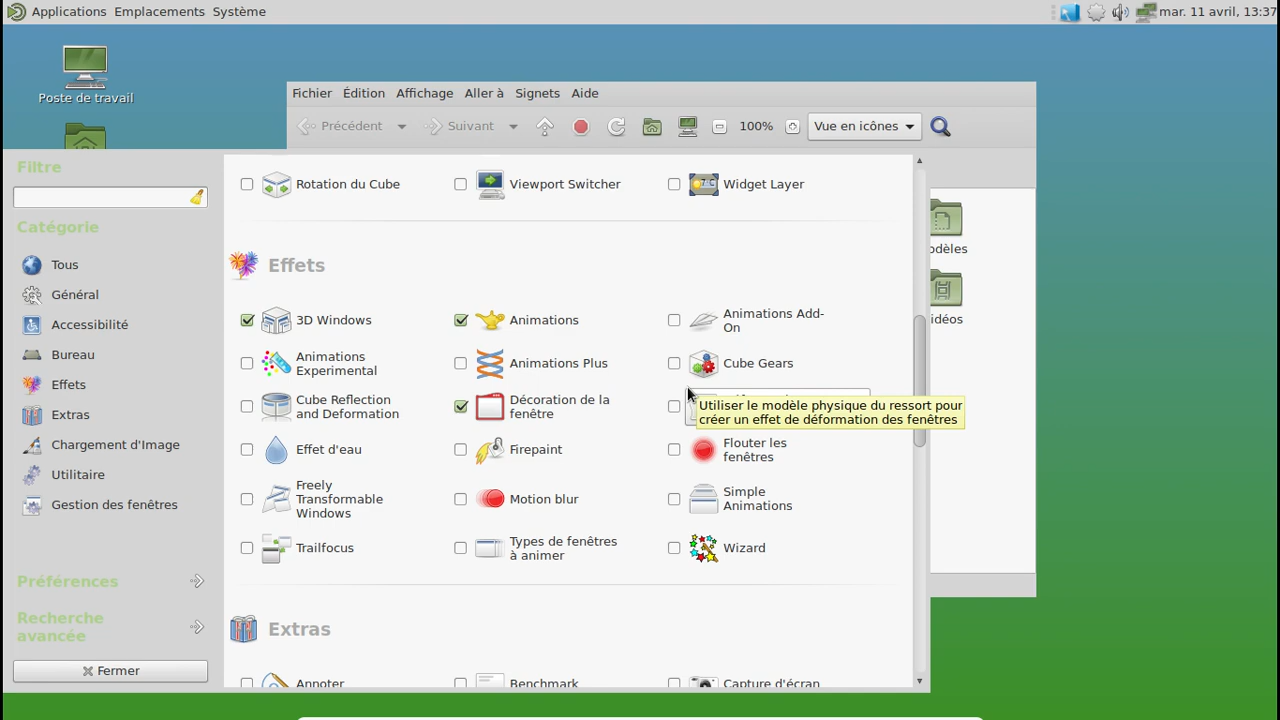 Applications Emplacements Système
mar. 11 avril, 13:37
Poste de travail
Fichier Édition Affichage Aller à Signets Aide
Précédent Suivant 100% Vue en icônes
Filtre
Catégorie
Tous
Général
Accessibilité
Bureau
Effets
Extras
Chargement d'Image
Utilitaire
Gestion des fenêtres
Préférences
Recherche
avancée
Fermer
Rotation du Cube
Viewport Switcher
7°C
Widget Layer
Effets
3D Windows
Animations
Animations Add-
On
Animations
Experimental
Animations Plus
Cube Gears
Cube Reflection
and Deformation
Décoration de la
fenêtre
Utiliser le modèle physique du ressort pour
créer un effet de déformation des fenêtres
Effet d'eau
Firepaint
Flouter les
fenêtres
Freely
Transformable
Windows
Motion blur
Simple
Animations
Trailfocus
Types de fenêtres
à animer
Wizard
Extras
Annoter
Benchmark
Capture d'écran
odèles
idéos